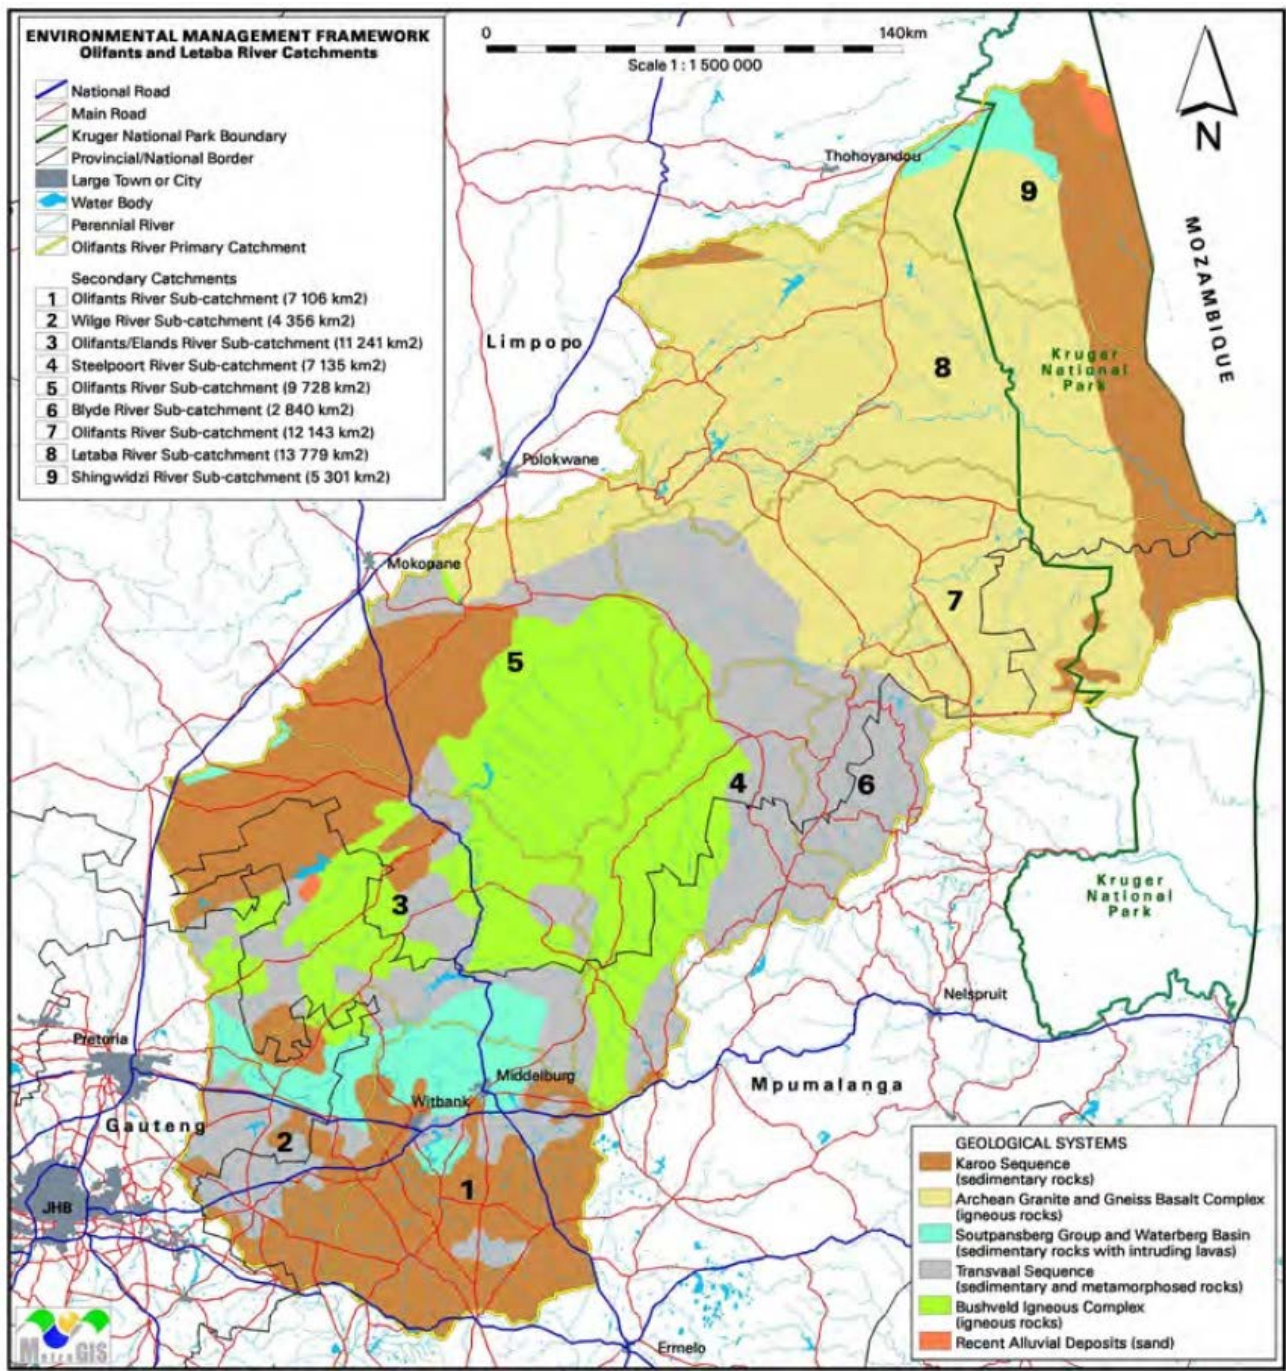 ENVIRONMENTAL MANAGEMENT FRAMEWORK
Olifants and Letaba River Catchments
National Road
Main Road
Kruger National Park Boundary
Provincial/National Border
Large Town or City
Water Body
Perennial River
Olifants River Primary Catchment
Secondary Catchments
1 Olifants River Sub-catchment (7 106 km2)
2 Wilge River Sub-catchment (4 356 km2)
3 Olifants/Elands River Sub-catchment (11 241 km2)
4 Steelpoort River Sub-catchment (7 135 km2)
5 Olifants River Sub-catchment (9 728 km2)
6 Blyde River Sub-catchment (2 840 km2)
7 Olifants River Sub-catchment (12 143 km2)
8 Letaba River Sub-catchment (13 779 km2)
9 Shingwidzi River Sub-catchment (5 301 km2)
0 140km
Scale 1 : 1 500 000
N
Thohoyandou
9
MOZAMBIQUE
Limpopo
8
Kruger
National
Park
Polokwane
Mokopane
7
5
4
6
3
Kruger
National
Park
Nelspruit
Pretoria
Middelburg
Mpumalanga
Witbank
Gauteng
2
1
JHB
Ermelo
GEOLOGICAL SYSTEMS
Karoo Sequence
(sedimentary rocks)
Archean Granite and Gneiss Basalt Complex
(igneous rocks)
Soutpansberg Group and Waterberg Basin
(sedimentary rocks with intruding lavas)
Transvaal Sequence
(sedimentary and metamorphosed rocks)
Bushveld Igneous Complex
(igneous rocks)
Recent Alluvial Deposits (sand)
MetroGIS